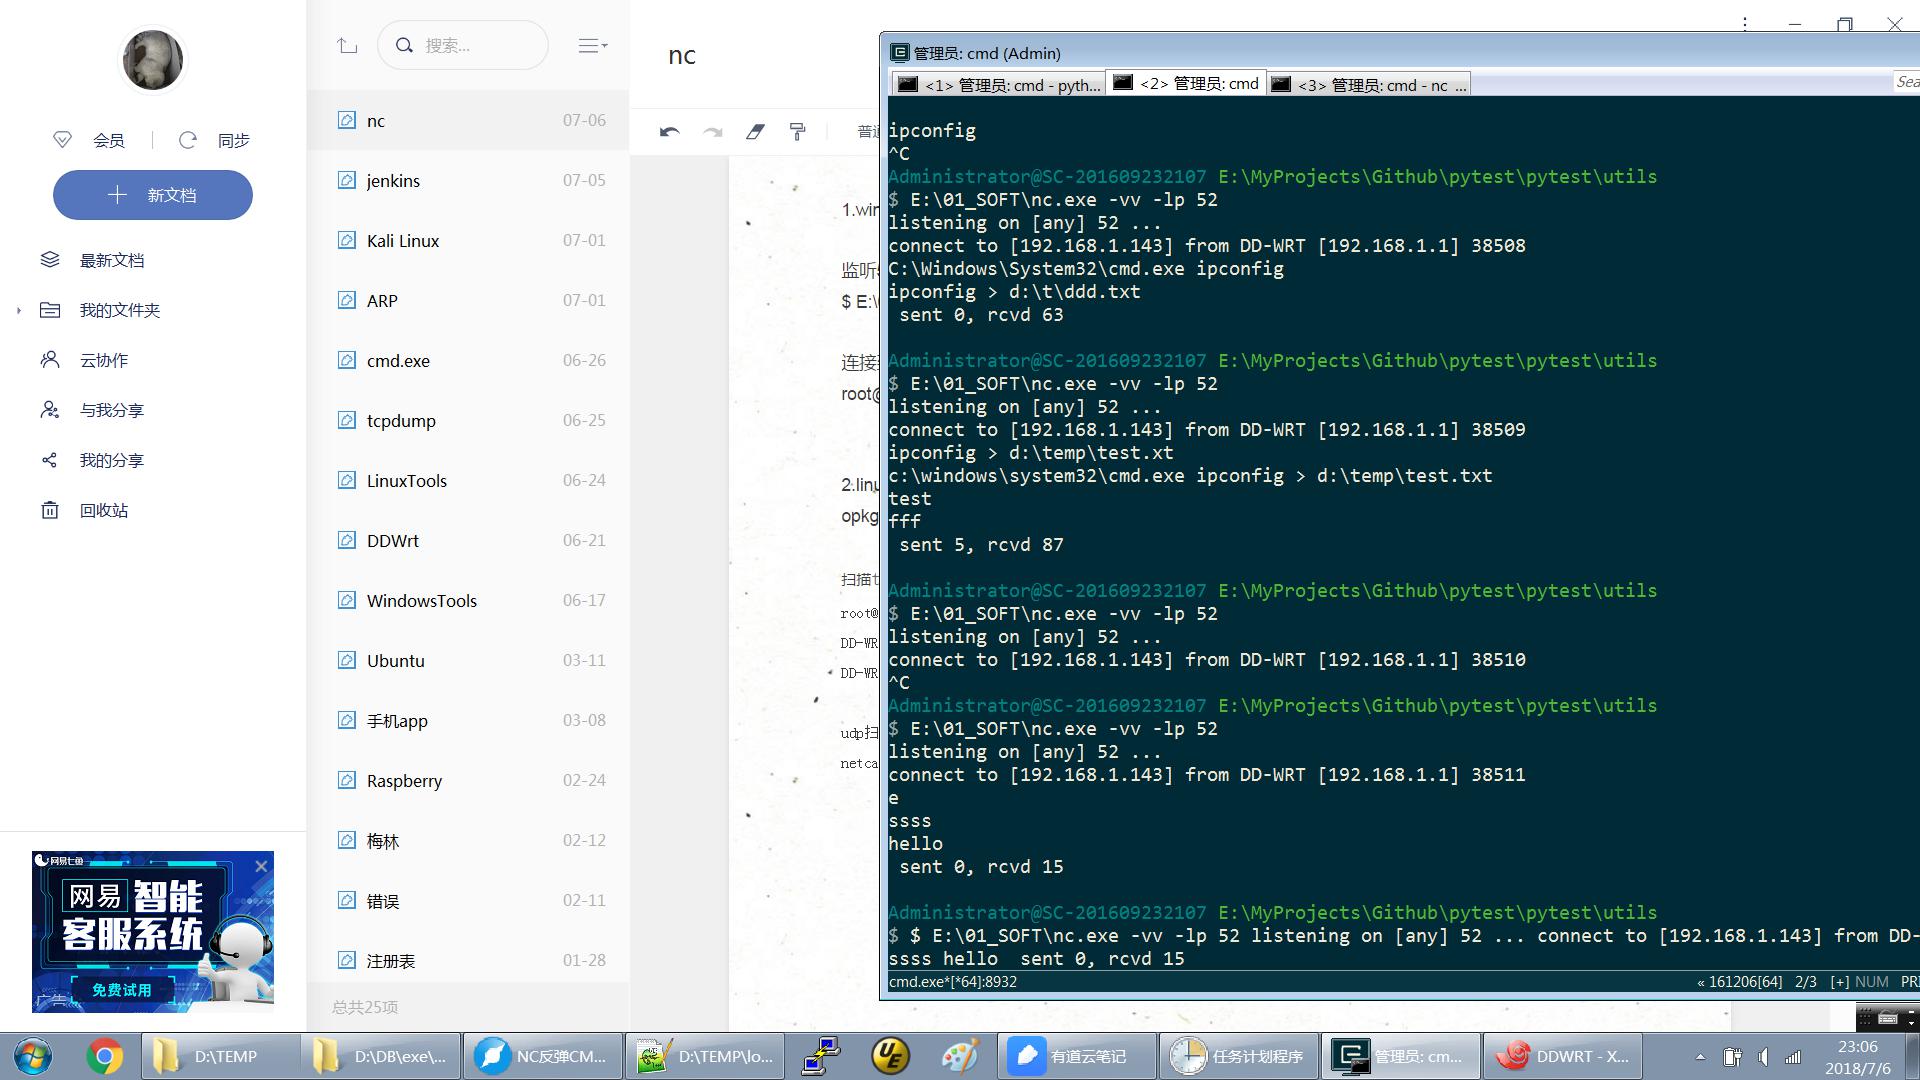 会员
同步
新文档
最新文档
我的文件夹
云协作
与我分享
我的分享
回收站
网易七鱼
网易 智能
客服系统
免费试用
广告
搜索...
nc 07-06
jenkins 07-05
Kali Linux 07-01
ARP 07-01
cmd.exe 06-26
tcpdump 06-25
LinuxTools 06-24
DDWrt 06-21
WindowsTools 06-17
Ubuntu 03-11
手机app 03-08
Raspberry 02-24
梅林 02-12
错误 02-11
注册表 01-28
总共25项
nc
普通
1.win
监听
$ E:\
连接
root@
2.linu
opkg
扫描
root@
DD-WR
DD-WR
udp扫
netca
管理员: cmd (Admin)
<1> 管理员: cmd - pyth...
<2> 管理员: cmd
<3> 管理员: cmd - nc ...
Sea
ipconfig
^C
Administrator@SC-201609232107 E:\MyProjects\Github\pytest\pytest\utils
$ E:\01_SOFT\nc.exe -vv -lp 52
listening on [any] 52 ...
connect to [192.168.1.143] from DD-WRT [192.168.1.1] 38508
C:\Windows\System32\cmd.exe ipconfig
ipconfig > d:\t\ddd.txt
sent 0, rcvd 63
Administrator@SC-201609232107 E:\MyProjects\Github\pytest\pytest\utils
$ E:\01_SOFT\nc.exe -vv -lp 52
listening on [any] 52 ...
connect to [192.168.1.143] from DD-WRT [192.168.1.1] 38509
ipconfig > d:\temp\test.xt
c:\windows\system32\cmd.exe ipconfig > d:\temp\test.txt
test
fff
sent 5, rcvd 87
Administrator@SC-201609232107 E:\MyProjects\Github\pytest\pytest\utils
$ E:\01_SOFT\nc.exe -vv -lp 52
listening on [any] 52 ...
connect to [192.168.1.143] from DD-WRT [192.168.1.1] 38510
^C
Administrator@SC-201609232107 E:\MyProjects\Github\pytest\pytest\utils
$ E:\01_SOFT\nc.exe -vv -lp 52
listening on [any] 52 ...
connect to [192.168.1.143] from DD-WRT [192.168.1.1] 38511
e
ssss
hello
sent 0, rcvd 15
Administrator@SC-201609232107 E:\MyProjects\Github\pytest\pytest\utils
$ $ E:\01_SOFT\nc.exe -vv -lp 52 listening on [any] 52 ... connect to [192.168.1.143] from DD-
ssss hello  sent 0, rcvd 15
cmd.exe*[*64]:8932
« 161206[64] 2/3 [+] NUM PRI
D:\TEMP
D:\DB\exe\...
NC反弹CM...
D:\TEMP\lo...
有道云笔记
任务计划程序
管理员: cm...
DDWRT - X...
23:06
2018/7/6